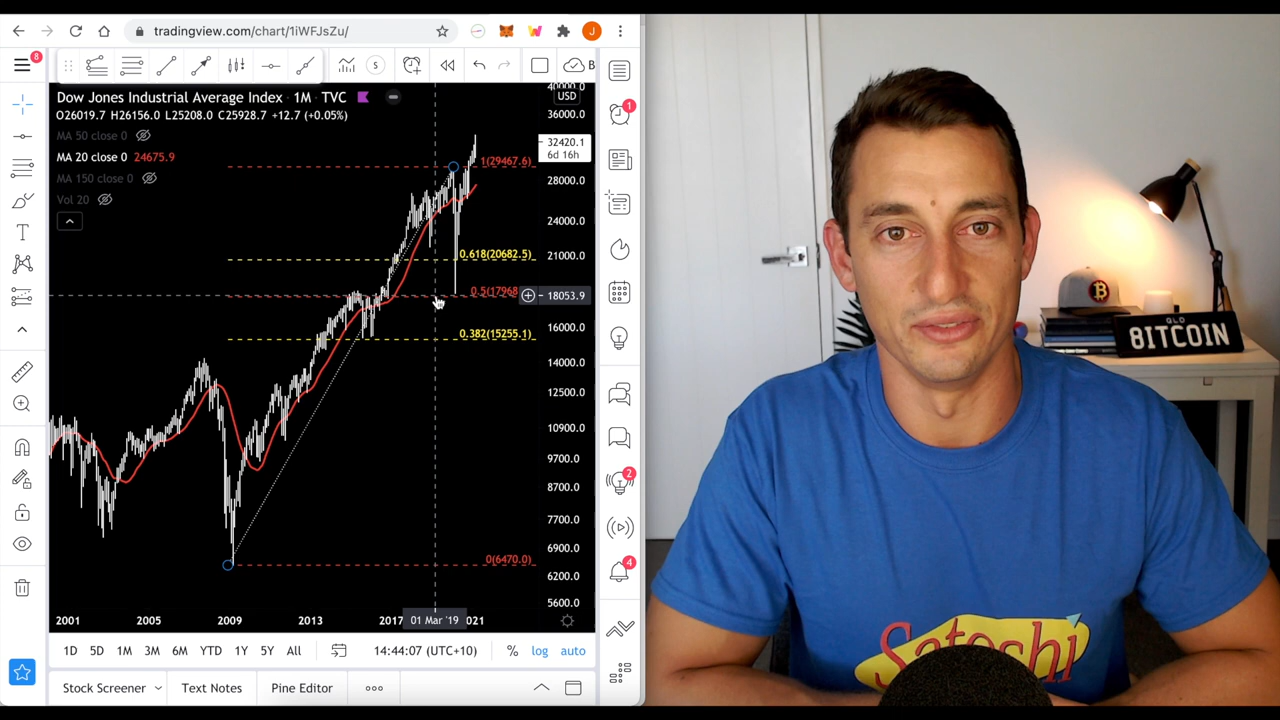 tradingview.com/chart/1iWFJsZu/
J
8
S
B
Dow Jones Industrial Average Index · 1M · TVC
O26019.7 H26156.0 L25208.0 C25928.7 +12.7 (+0.05%)
MA 50 close 0
MA 20 close 0 24675.9
MA 150 close 0
Vol 20
USD
40000.0
36000.0
32420.1
6d 16h
28000.0
24000.0
21000.0
18053.9
16000.0
14000.0
12500.0
10900.0
9700.0
8700.0
7700.0
6900.0
6200.0
5600.0
1(29467.6)
0.618(20682.5)
0.5(17968
0.382(15255.1)
0(6470.0)
2001 2005 2009 2013 2017 01 Mar '19 021
1D 5D 1M 3M 6M YTD 1Y 5Y All 14:44:07 (UTC+10) % log auto
Stock Screener Text Notes Pine Editor
1
2
4
QLD
8ITCOIN
Satoshi